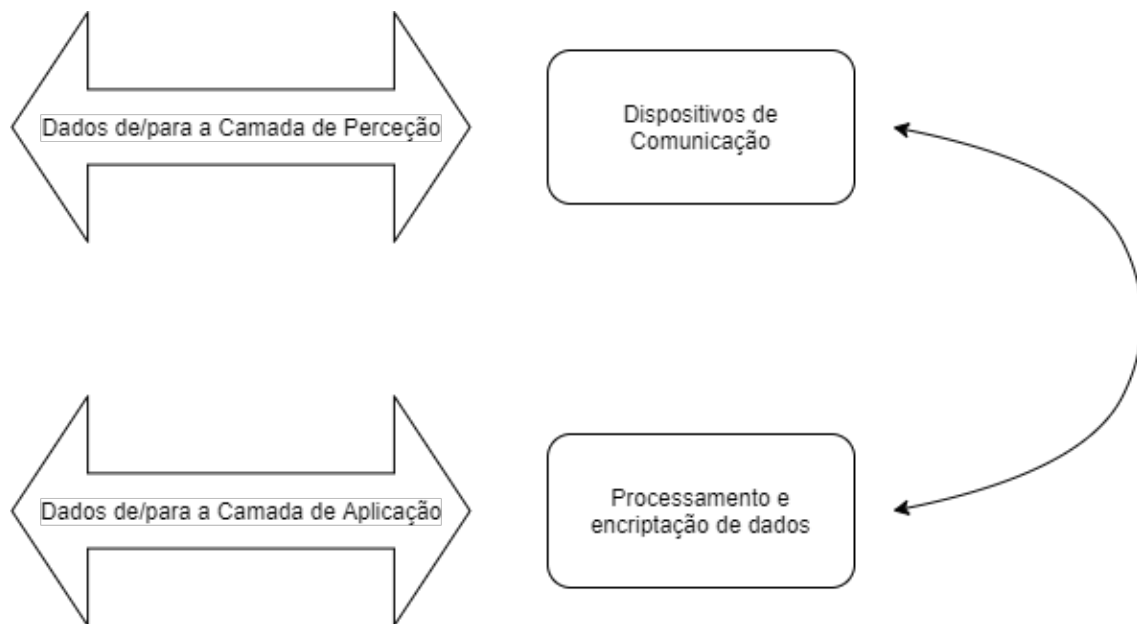 Dados de/para a Camada de Perceção
Dispositivos de
Comunicação
Dados de/para a Camada de Aplicação
Processamento e
encriptação de dados